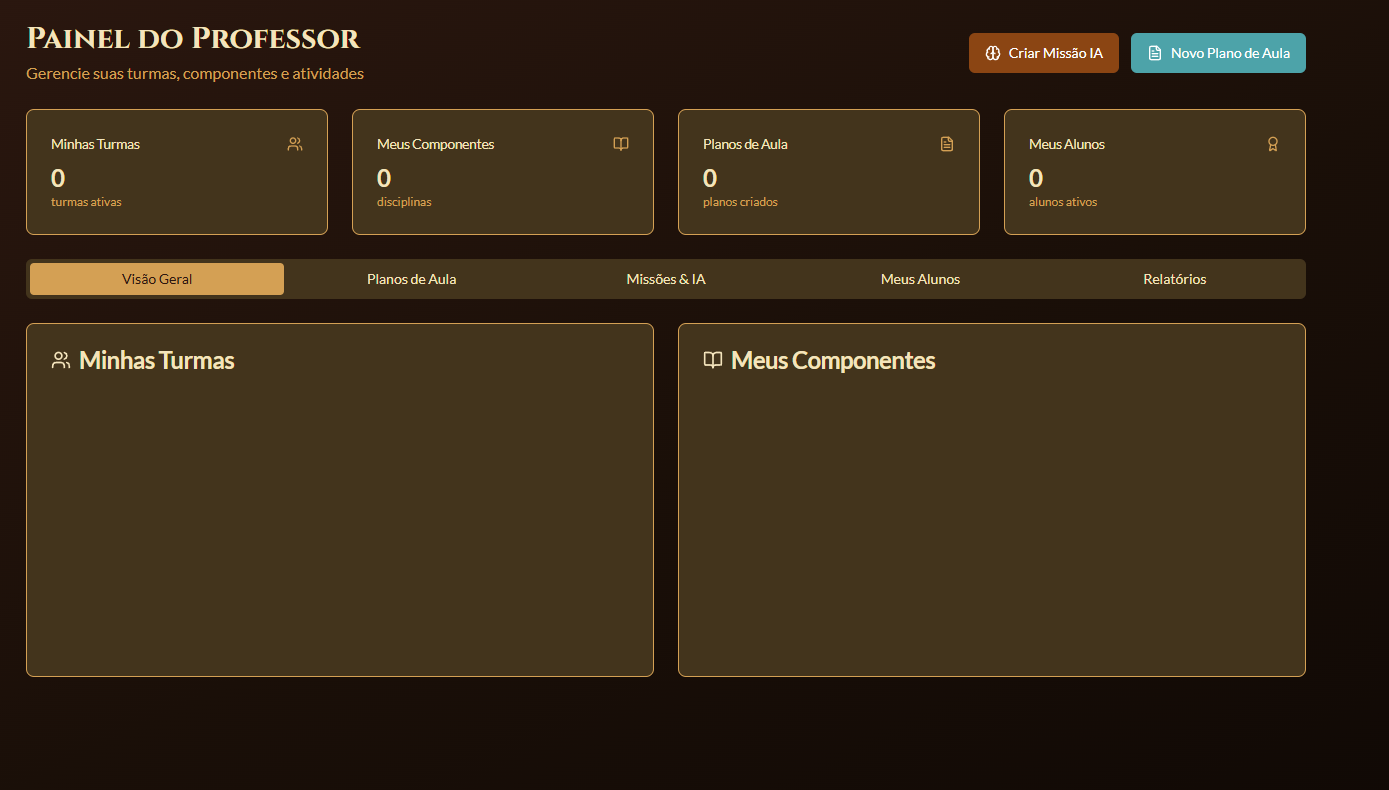 Painel do Professor
Gerencie suas turmas, componentes e atividades
Criar Missão IA
Novo Plano de Aula
Minhas Turmas
0
turmas ativas
Meus Componentes
0
disciplinas
Planos de Aula
0
planos criados
Meus Alunos
0
alunos ativos
Visão Geral
Planos de Aula
Missões & IA
Meus Alunos
Relatórios
Minhas Turmas
Meus Componentes